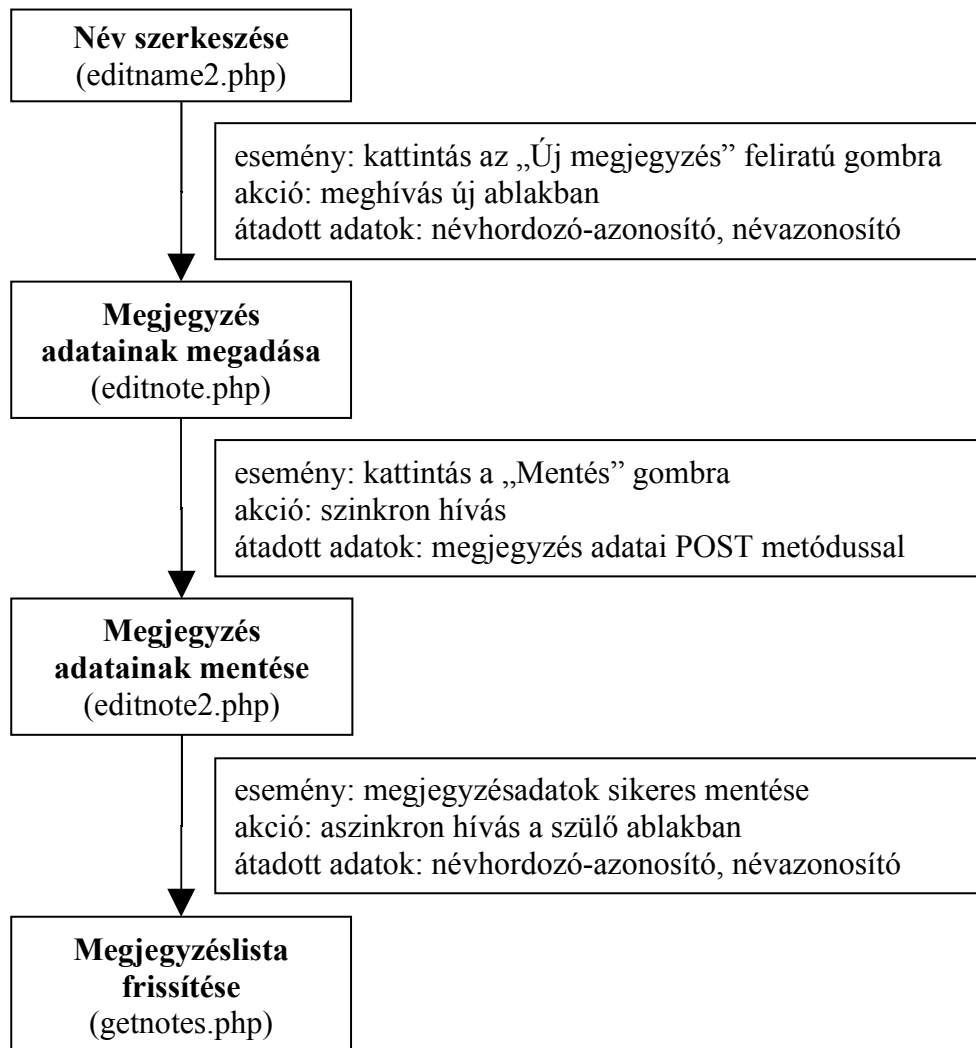 Név szerkeszése
(editname2.php)
esemény: kattintás az „Új megjegyzés” feliratú gombra
akció: meghívás új ablakban
átadott adatok: névhordozó-azonosító, névazonosító
Megjegyzés
adatainak megadása
(editnote.php)
esemény: kattintás a „Mentés” gombra
akció: szinkron hívás
átadott adatok: megjegyzés adatai POST metódussal
Megjegyzés
adatainak mentése
(editnote2.php)
esemény: megjegyzésadatok sikeres mentése
akció: aszinkron hívás a szülő ablakban
átadott adatok: névhordozó-azonosító, névazonosító
Megjegyzéslista
frissítése
(getnotes.php)